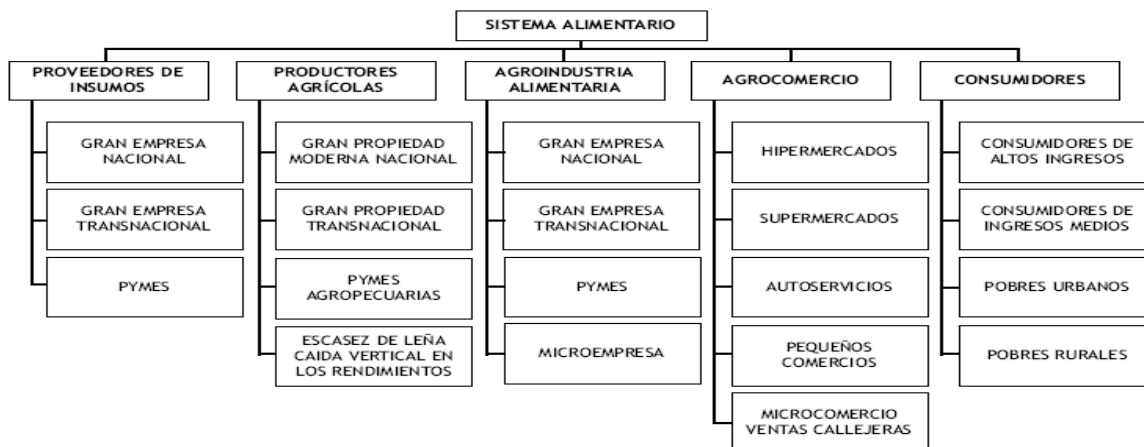 SISTEMA ALIMENTARIO
PROVEEDORES DE
INSUMOS
GRAN EMPRESA
NACIONAL
GRAN EMPRESA
TRANSNACIONAL
PYMES
PRODUCTORES
AGRÍCOLAS
GRAN PROPIEDAD
MODERNA NACIONAL
GRAN PROPIEDAD
TRANSNACIONAL
PYMES
AGROPECUARIAS
ESCASEZ DE LEÑA
CAIDA VERTICAL EN
LOS RENDIMIENTOS
AGROINDUSTRIA
ALIMENTARIA
GRAN EMPRESA
NACIONAL
GRAN EMPRESA
TRANSNACIONAL
PYMES
MICROEMPRESA
AGROCOMERCIO
HIPERMERCADOS
SUPERMERCADOS
AUTOSERVICIOS
PEQUEÑOS
COMERCIOS
MICROCOMERCIO
VENTAS CALLEJERAS
CONSUMIDORES
CONSUMIDORES DE
ALTOS INGRESOS
CONSUMIDORES DE
INGRESOS MEDIOS
POBRES URBANOS
POBRES RURALES